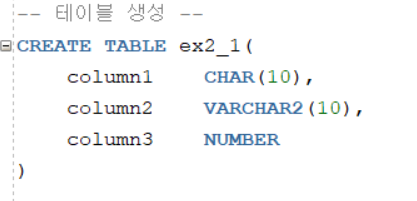 -- 테이블 생성 --
CREATE TABLE ex2_1(
    column1    CHAR(10),
    column2    VARCHAR2(10),
    column3    NUMBER
)